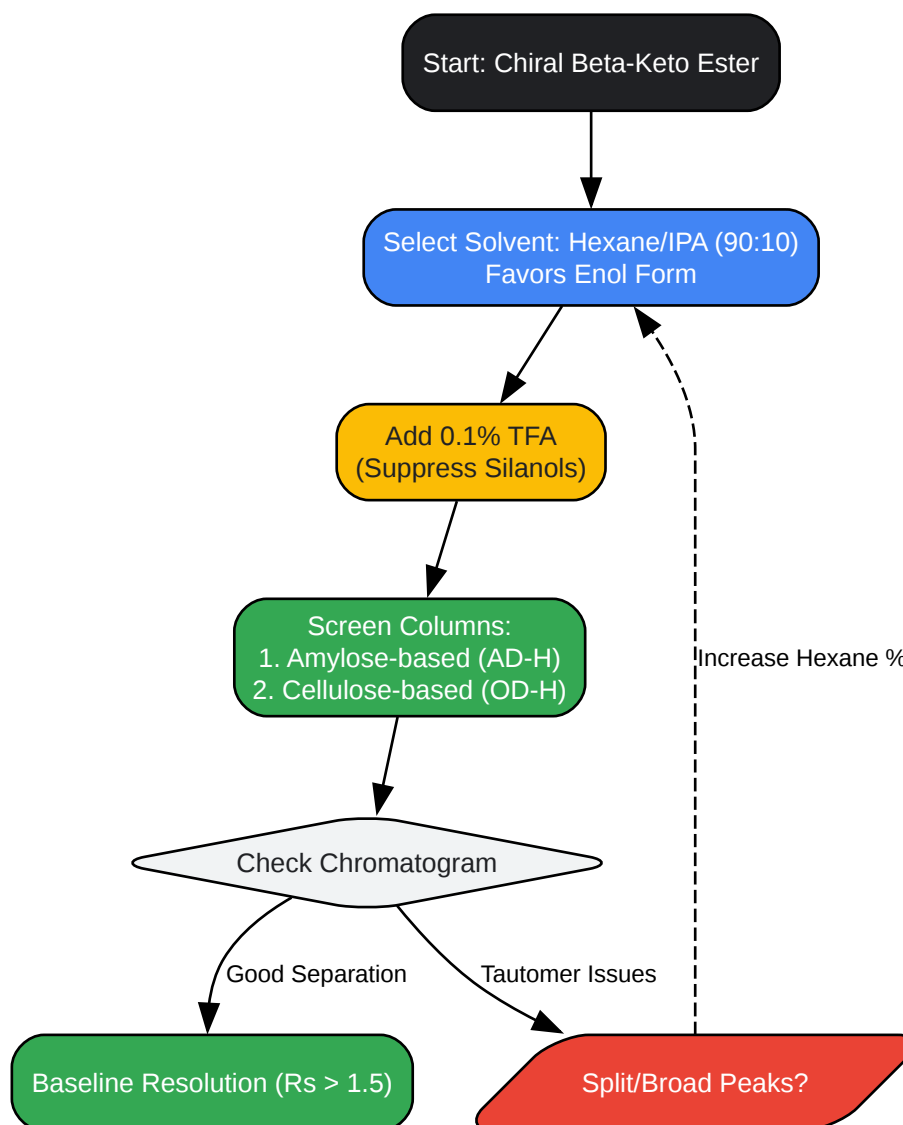 Start: Chiral Beta-Keto Ester
Select Solvent: Hexane/IPA (90:10)
Favors Enol Form
Add 0.1% TFA
(Suppress Silanols)
Screen Columns:
1. Amylose-based (AD-H)
2. Cellulose-based (OD-H)
Increase Hexane %
Check Chromatogram
Good Separation
Tautomer Issues
Baseline Resolution (Rs > 1.5)
Split/Broad Peaks?